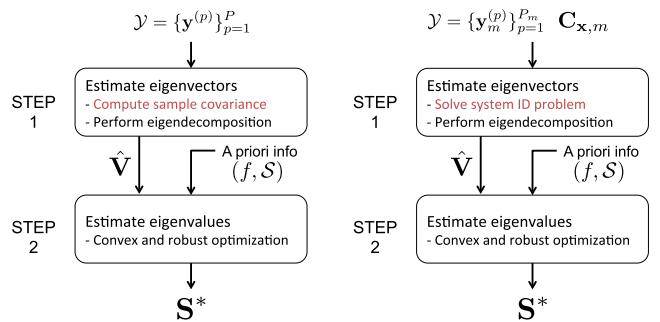 𝒴 = {y^(p)}_{p=1}^P
STEP
1
Estimate eigenvectors
- Compute sample covariance
- Perform eigendecomposition
V̂
A priori info
(f, 𝒮)
STEP
2
Estimate eigenvalues
- Convex and robust optimization
S*
𝒴 = {y_m^(p)}_{p=1}^{P_m} C_{x,m}
STEP
1
Estimate eigenvectors
- Solve system ID problem
- Perform eigendecomposition
V̂
A priori info
(f, 𝒮)
STEP
2
Estimate eigenvalues
- Convex and robust optimization
S*